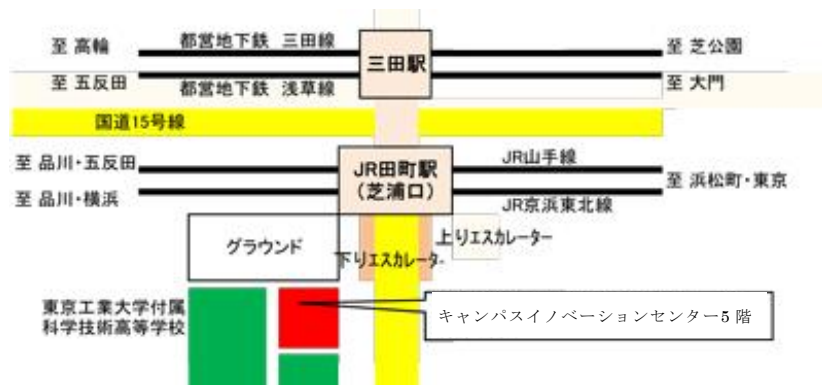 至 高輪
都営地下鉄 三田線
三田駅
至 芝公園
至 五反田
都営地下鉄 浅草線
至 大門
国道15号線
至 品川・五反田
JR田町駅
(芝浦口)
JR山手線
至 品川・横浜
至 浜松町・東京
JR京浜東北線
グラウンド
下りエスカレータ-
上りエスカレーター
東京工業大学付属
科学技術高等学校
キャンパスイノベーションセンター5 階